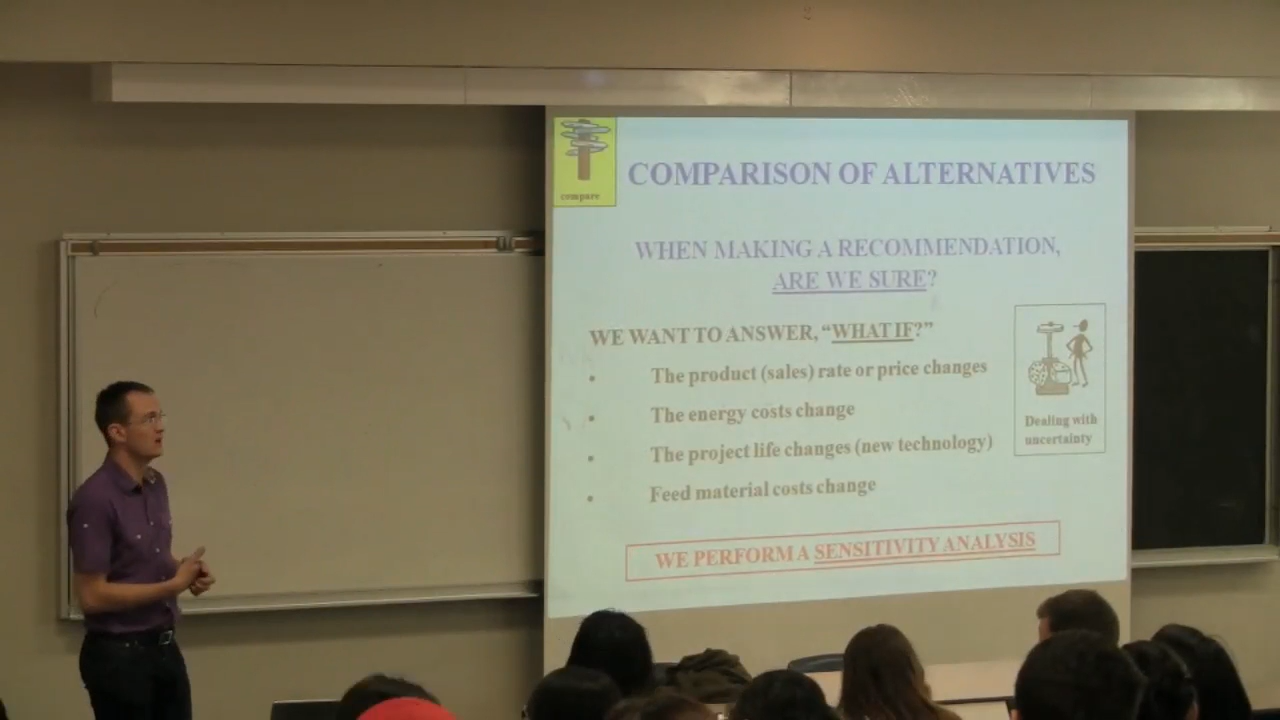 compare
COMPARISON OF ALTERNATIVES
WHEN MAKING A RECOMMENDATION,
ARE WE SURE?
WE WANT TO ANSWER, “WHAT IF?”
• The product (sales) rate or price changes
• The energy costs change
• The project life changes (new technology)
• Feed material costs change
Dealing with
uncertainty
WE PERFORM A SENSITIVITY ANALYSIS